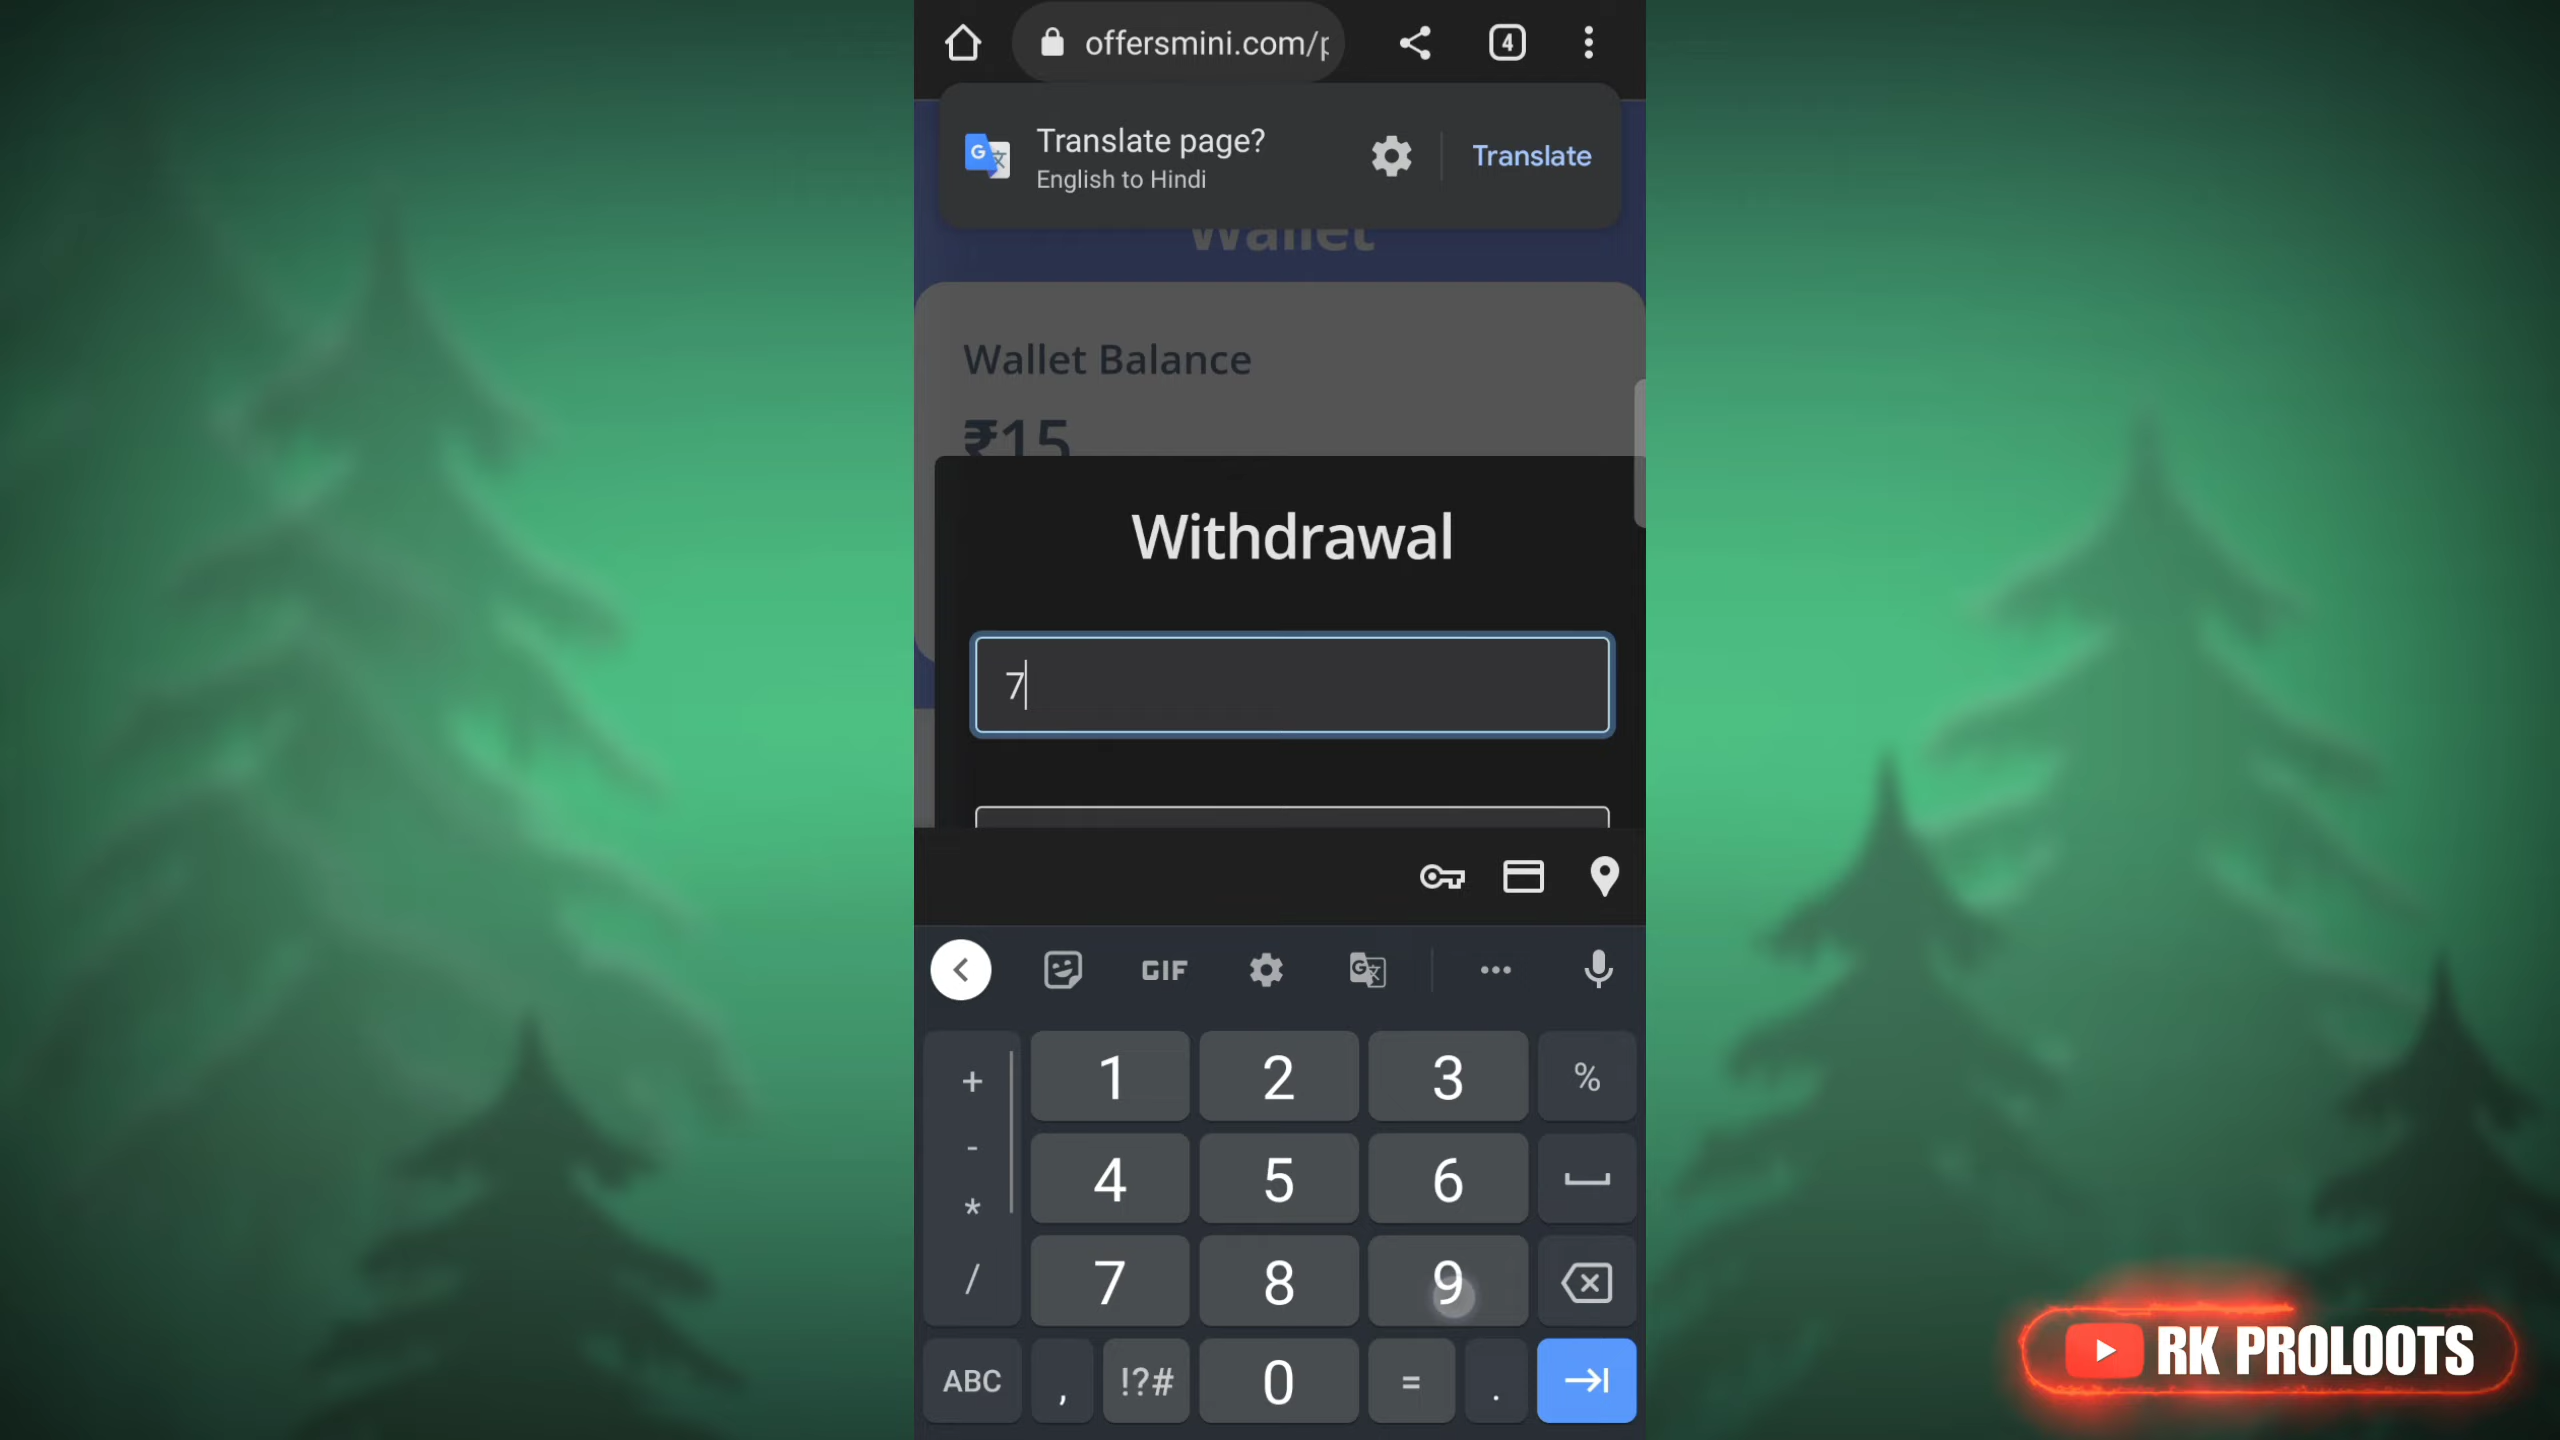 offersmini.com/p
4
Translate page?
English to Hindi
Translate
Wallet
Wallet Balance
₹15
Withdrawal
7
GIF
+ 1 2 3 %
- 4 5 6
*
/ 7 8 9
ABC , !?# 0 = .
RK PROLOOTS